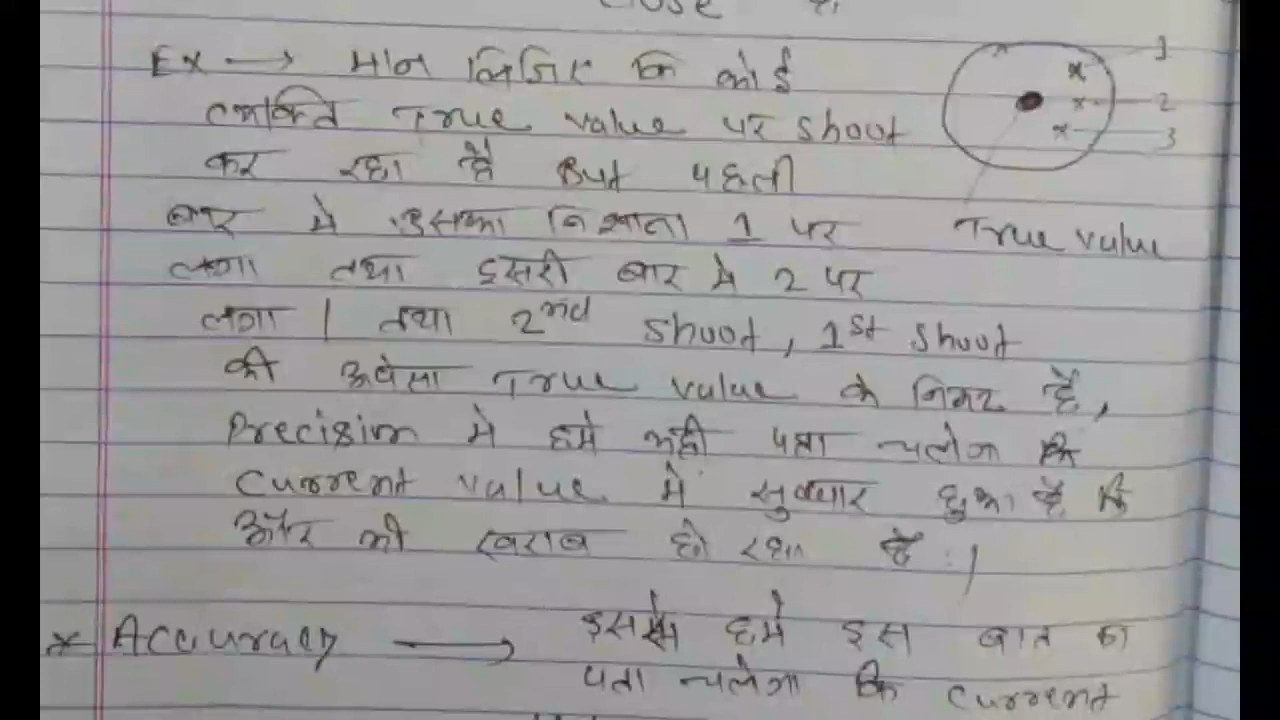 close है
Ex → मान लिजिए कि कोई
व्यक्ति True value पर shoot
कर रहा है But पहली
बार मे उसका निशाना 1 पर
लगा तथा दुसरी बार मे 2 पर
लगा । तथा 2nd shoot, 1st shoot
की अपेक्षा True value के निकट है,
Precision मे हमे नही पता चलेगा कि
Current value मे सुधार हुआ है कि
और भी खराब हो रहा है ।
1
2
3
True value
* Accuracy → इससे हमे इस बात का
पता चलेगा कि current